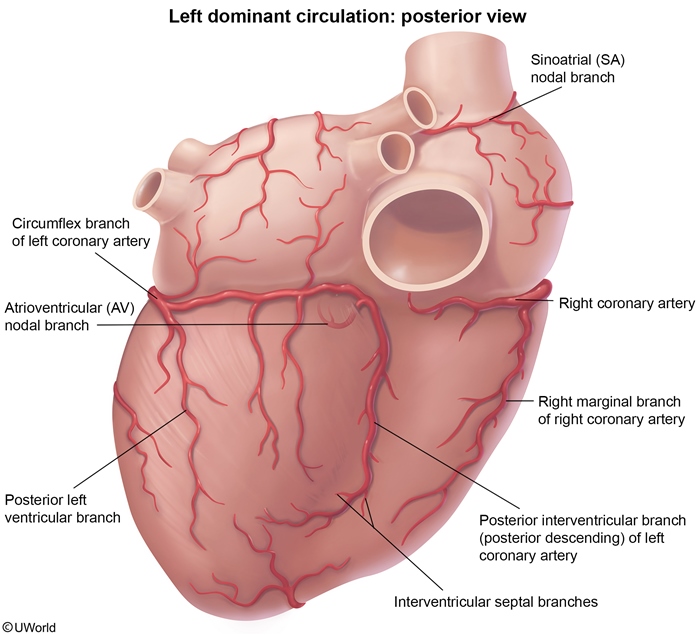 Left dominant circulation: posterior view
Sinoatrial (SA)
nodal branch
Circumflex branch
of left coronary artery
Atrioventricular (AV)
nodal branch
Right coronary artery
Right marginal branch
of right coronary artery
Posterior left
ventricular branch
Posterior interventricular branch
(posterior descending) of left
coronary artery
Interventricular septal branches
©UWorld